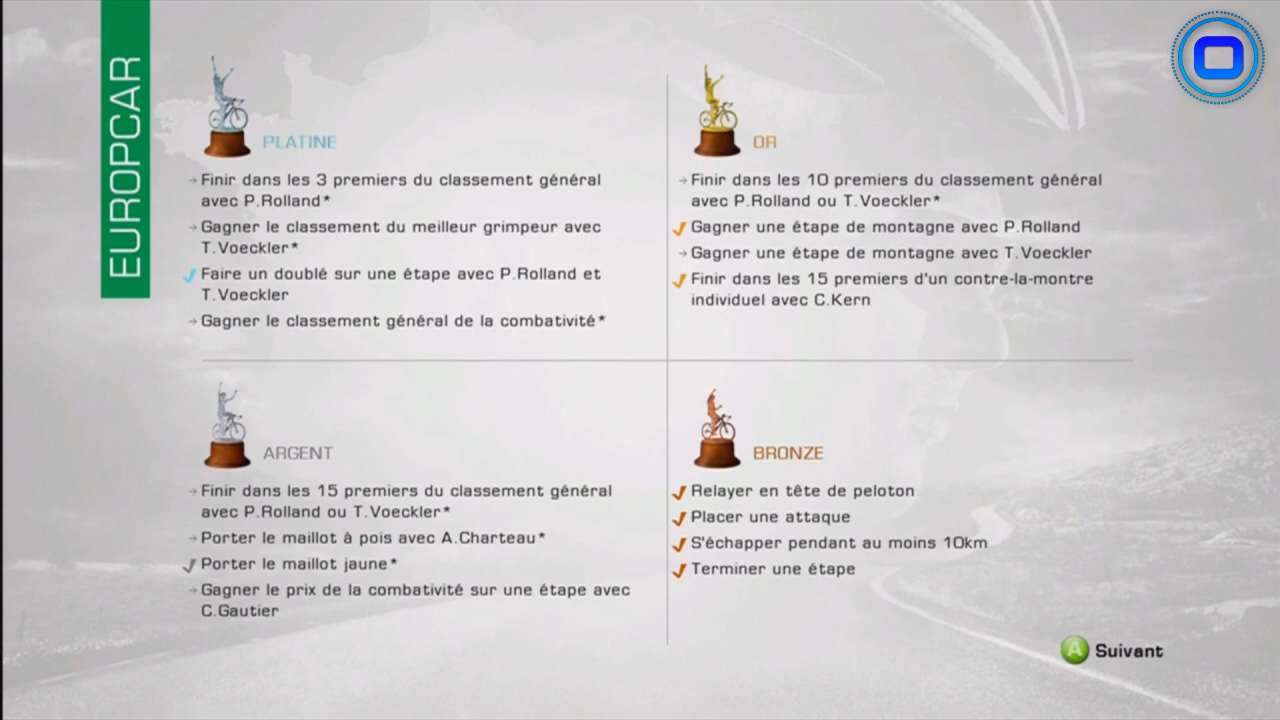 EUROPCAR
PLATINE
Finir dans les 3 premiers du classement général
avec P.Rolland*
Gagner le classement du meilleur grimpeur avec
T.Voeckler*
Faire un doublé sur une étape avec P.Rolland et
T.Voeckler
Gagner le classement général de la combativité*
OR
Finir dans les 10 premiers du classement général
avec P.Rolland ou T.Voeckler*
Gagner une étape de montagne avec P.Rolland
Gagner une étape de montagne avec T.Voeckler
Finir dans les 15 premiers d'un contre-la-montre
individuel avec C.Kern
ARGENT
Finir dans les 15 premiers du classement général
avec P.Rolland ou T.Voeckler*
Porter le maillot à pois avec A.Charteau*
Porter le maillot jaune*
Gagner le prix de la combativité sur une étape avec
C.Gautier
BRONZE
Relayer en tête de peloton
Placer une attaque
S'échapper pendant au moins 10km
Terminer une étape
A Suivant